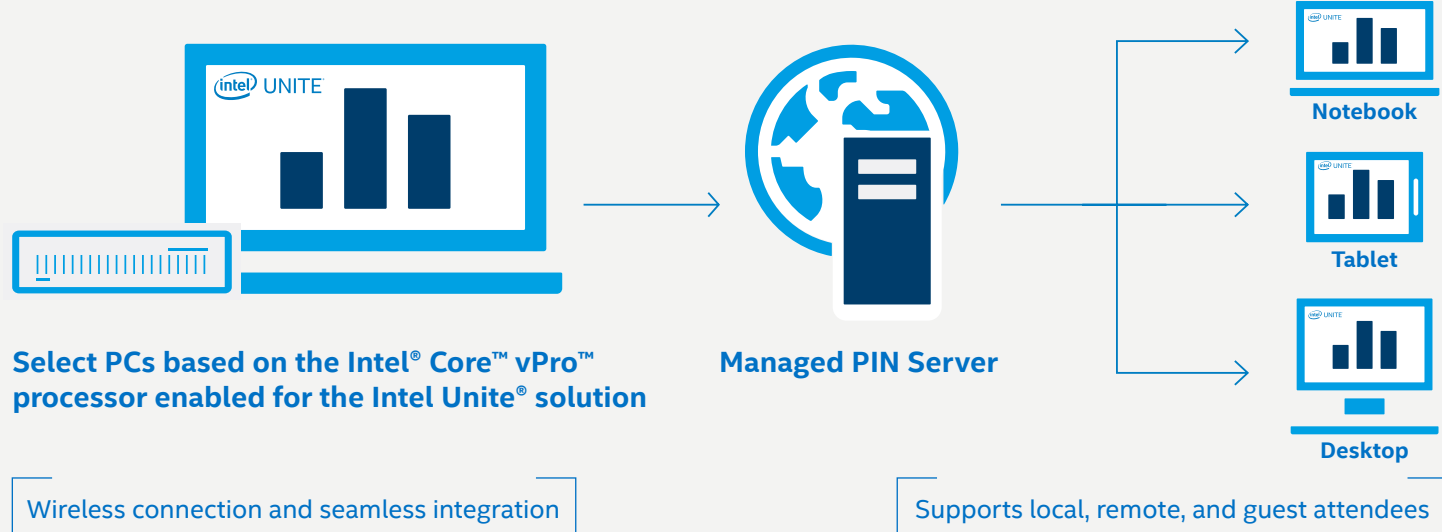 intel UNITE
Select PCs based on the Intel® Core™ vPro™
processor enabled for the Intel Unite® solution
Wireless connection and seamless integration
Managed PIN Server
intel UNITE
Notebook
intel UNITE
Tablet
intel UNITE
Desktop
Supports local, remote, and guest attendees